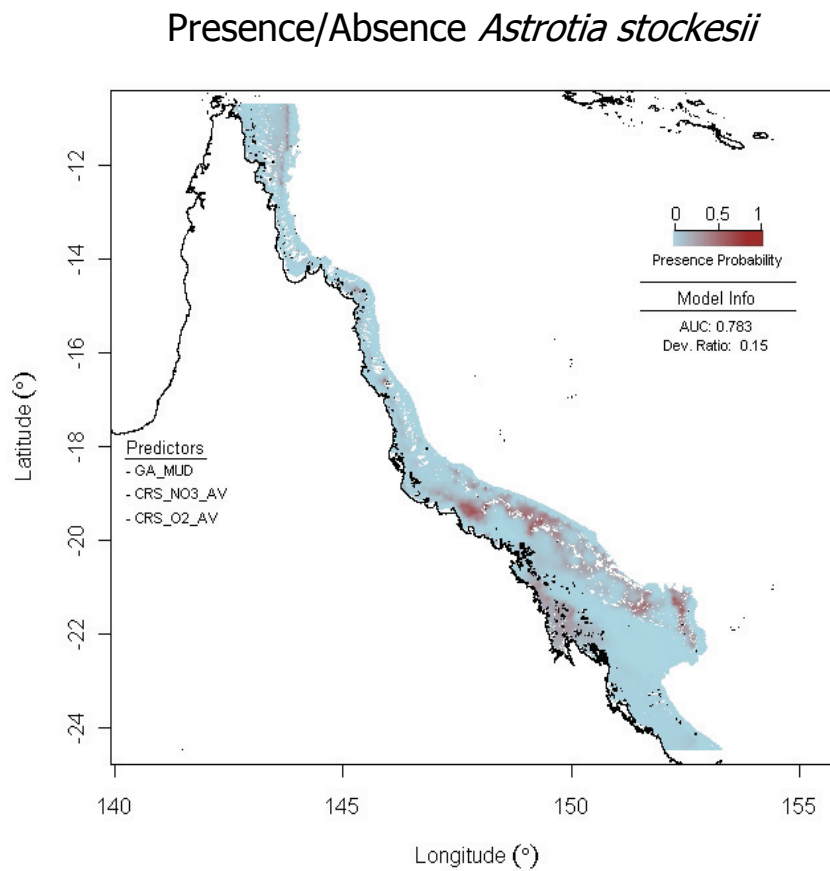 Presence/Absence Astrotia stockesii
-12
-14
-16
-18
-20
-22
-24
Latitude (°)
0 0.5 1
Presence Probability
Model Info
AUC: 0.783
Dev. Ratio: 0.15
Predictors
- GA_MUD
- CRS_NO3_AV
- CRS_O2_AV
140 145 150 155
Longitude (°)